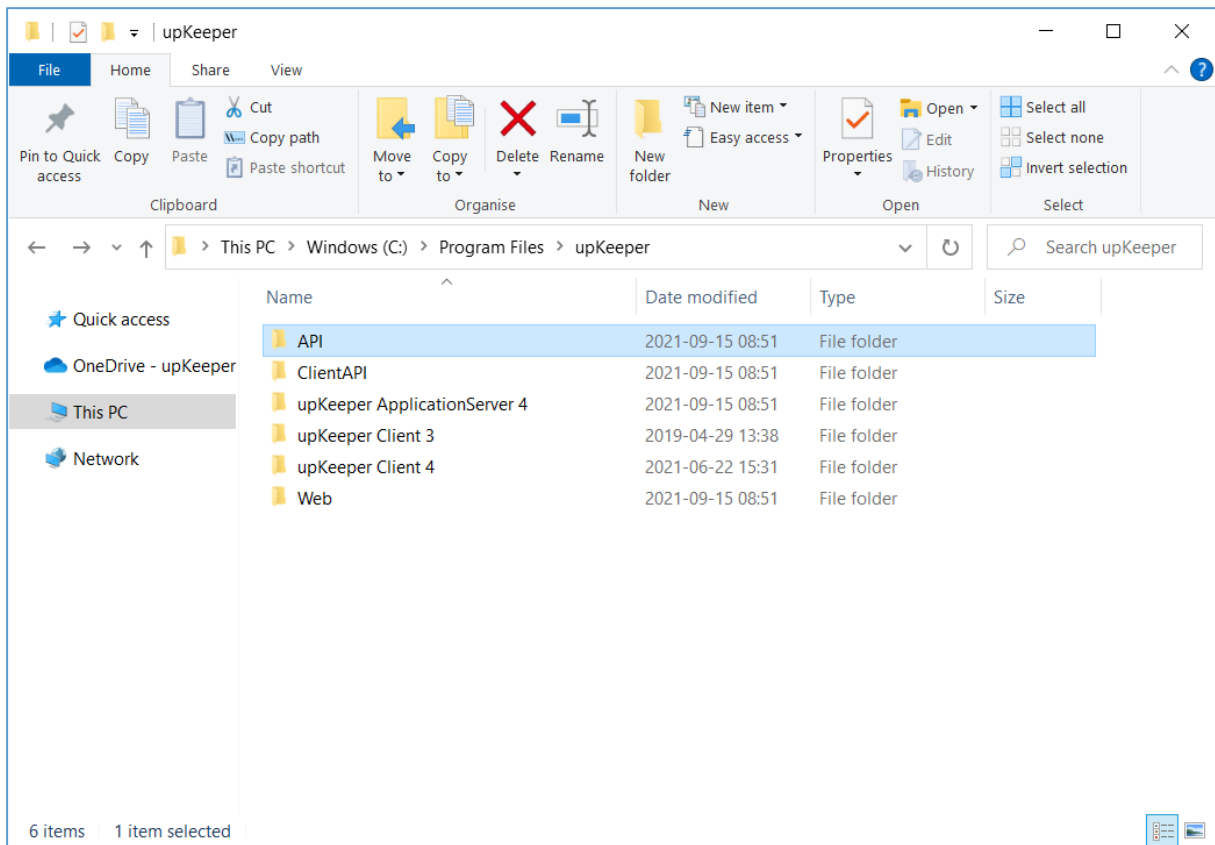 upKeeper
File Home Share View
Pin to Quick access
Copy
Paste
Cut
Copy path
Paste shortcut
Clipboard
Move to
Copy to
Delete
Rename
Organise
New folder
New item
Easy access
New
Properties
Open
Edit
History
Open
Select all
Select none
Invert selection
Select
This PC > Windows (C:) > Program Files > upKeeper
Search upKeeper
Quick access
OneDrive - upKeeper
This PC
Network
Name Date modified Type Size
API 2021-09-15 08:51 File folder
ClientAPI 2021-09-15 08:51 File folder
upKeeper ApplicationServer 4 2021-09-15 08:51 File folder
upKeeper Client 3 2019-04-29 13:38 File folder
upKeeper Client 4 2021-06-22 15:31 File folder
Web 2021-09-15 08:51 File folder
6 items 1 item selected